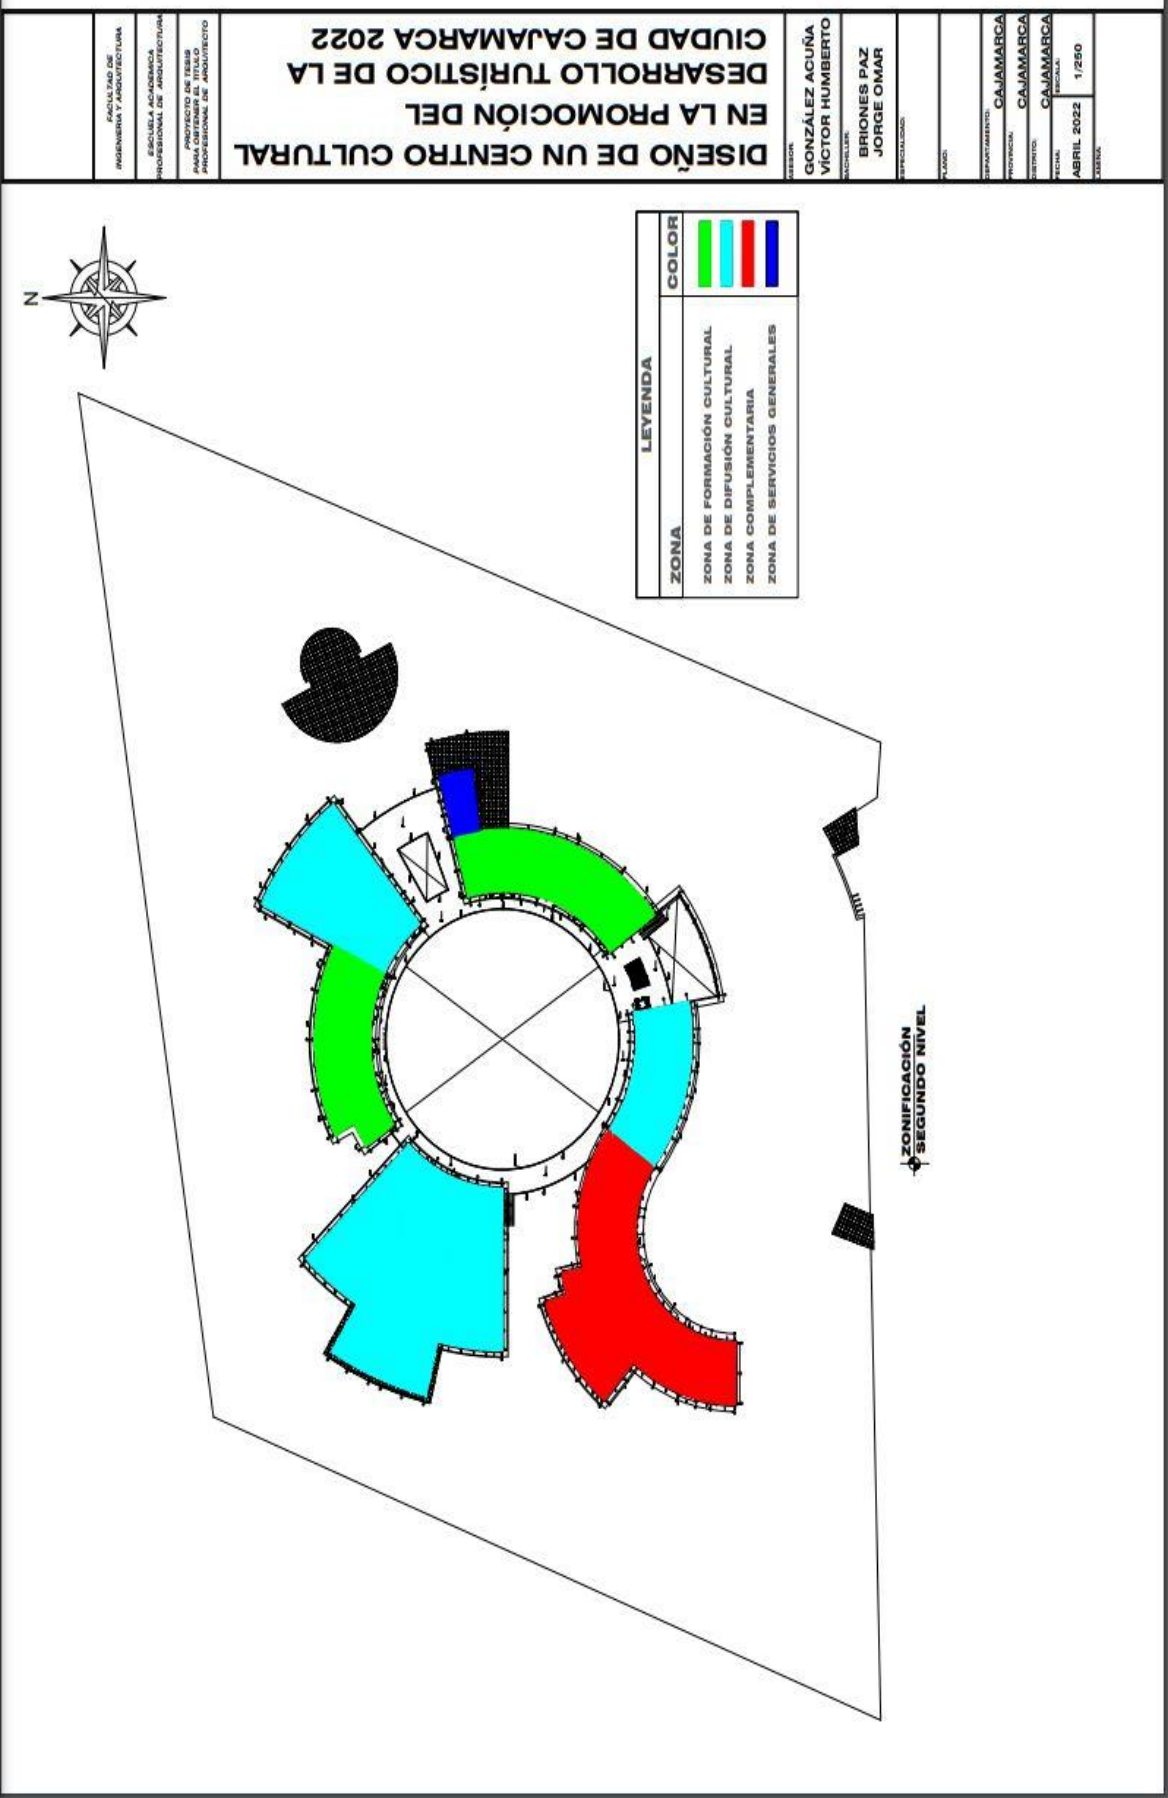 FACULTAD DE
INGENIERIA Y ARQUITECTURA
ESCUELA ACADEMICA
PROFESIONAL DE ARQUITECTURA
PROYECTO DE TESIS
PARA OBTENER EL TITULO
PROFESIONAL DE ARQUITECTO
DISEÑO DE UN CENTRO CULTURAL
EN LA PROMOCIÓN DEL
DESARROLLO TURÍSTICO DE LA
CIUDAD DE CAJAMARCA 2022
ASESOR:
GONZÁLEZ ACUÑA
VÍCTOR HUMBERTO
BACHILLER:
BRIONES PAZ
JORGE OMAR
ESPECIALIDAD:
PLANO:
DEPARTAMENTO:
CAJAMARCA
PROVINCIA:
CAJAMARCA
DISTRITO:
CAJAMARCA
FECHA:
ABRIL 2022
ESCALA:
1/250
LAMINA:
N
LEYENDA
ZONA COLOR
ZONA DE FORMACIÓN CULTURAL
ZONA DE DIFUSIÓN CULTURAL
ZONA COMPLEMENTARIA
ZONA DE SERVICIOS GENERALES
ZONIFICACIÓN
SEGUNDO NIVEL